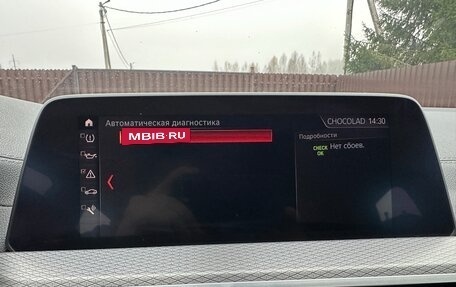 Автоматическая диагностика
CHOCOLAD 14:30
MBIB.RU
Подробности
CHECK OK
Нет сбоев.